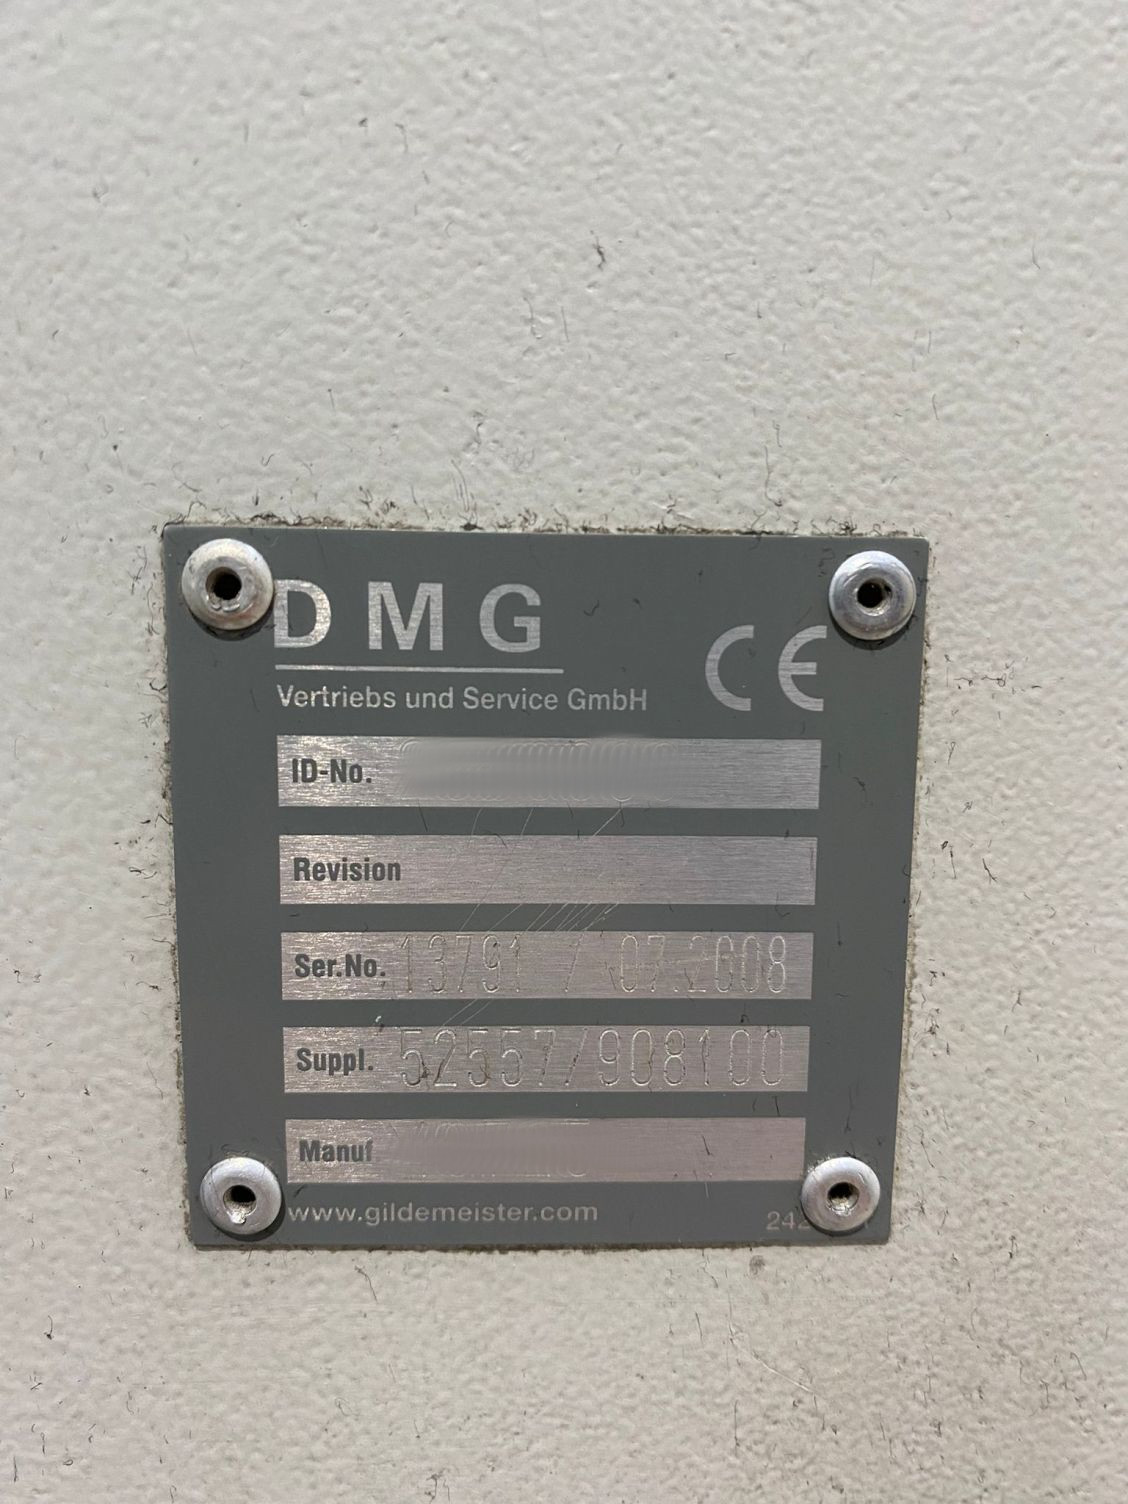 DMG
CE
Vertriebs und Service GmbH
ID-No.
Revision
Ser.No. 13791 / 07.2008
Suppl. 52557/908100
Manuf
www.gildemeister.com